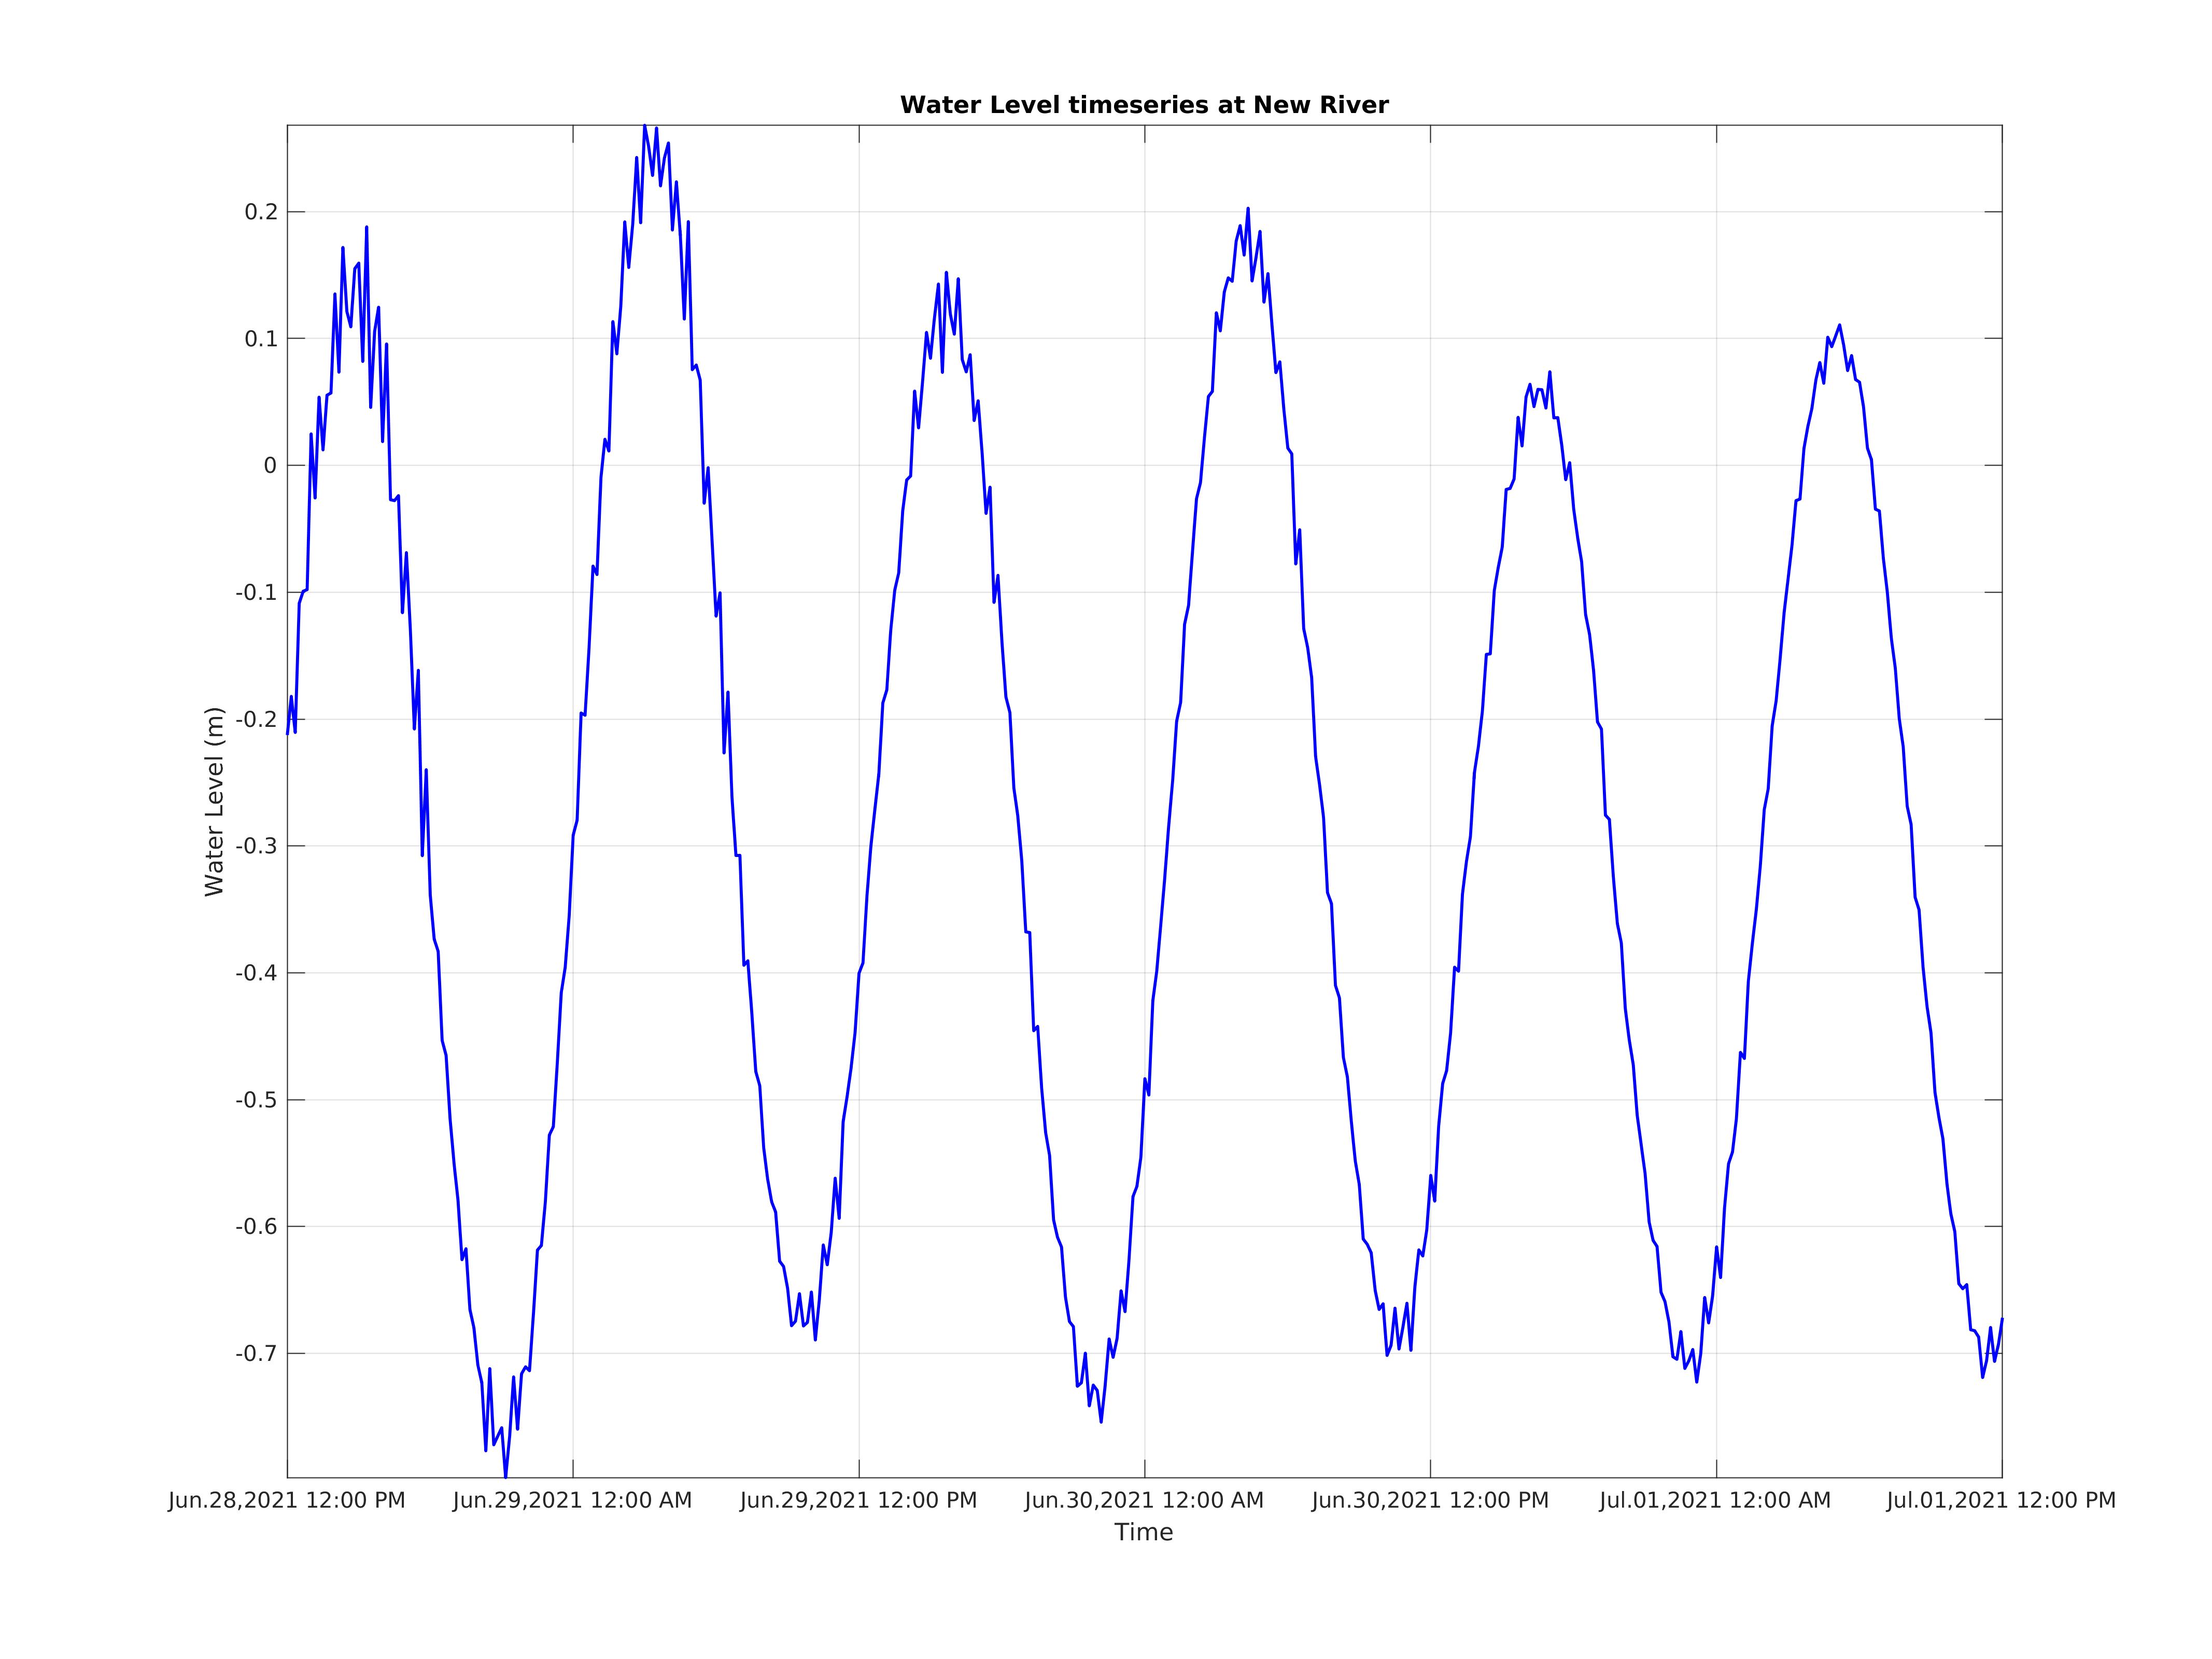 Water Level timeseries at New River
0.2
0.1
0
-0.1
-0.2
-0.3
-0.4
-0.5
-0.6
-0.7
Water Level (m)
Jun.28,2021 12:00 PM Jun.29,2021 12:00 AM Jun.29,2021 12:00 PM Jun.30,2021 12:00 AM Jun.30,2021 12:00 PM Jul.01,2021 12:00 AM Jul.01,2021 12:00 PM
Time